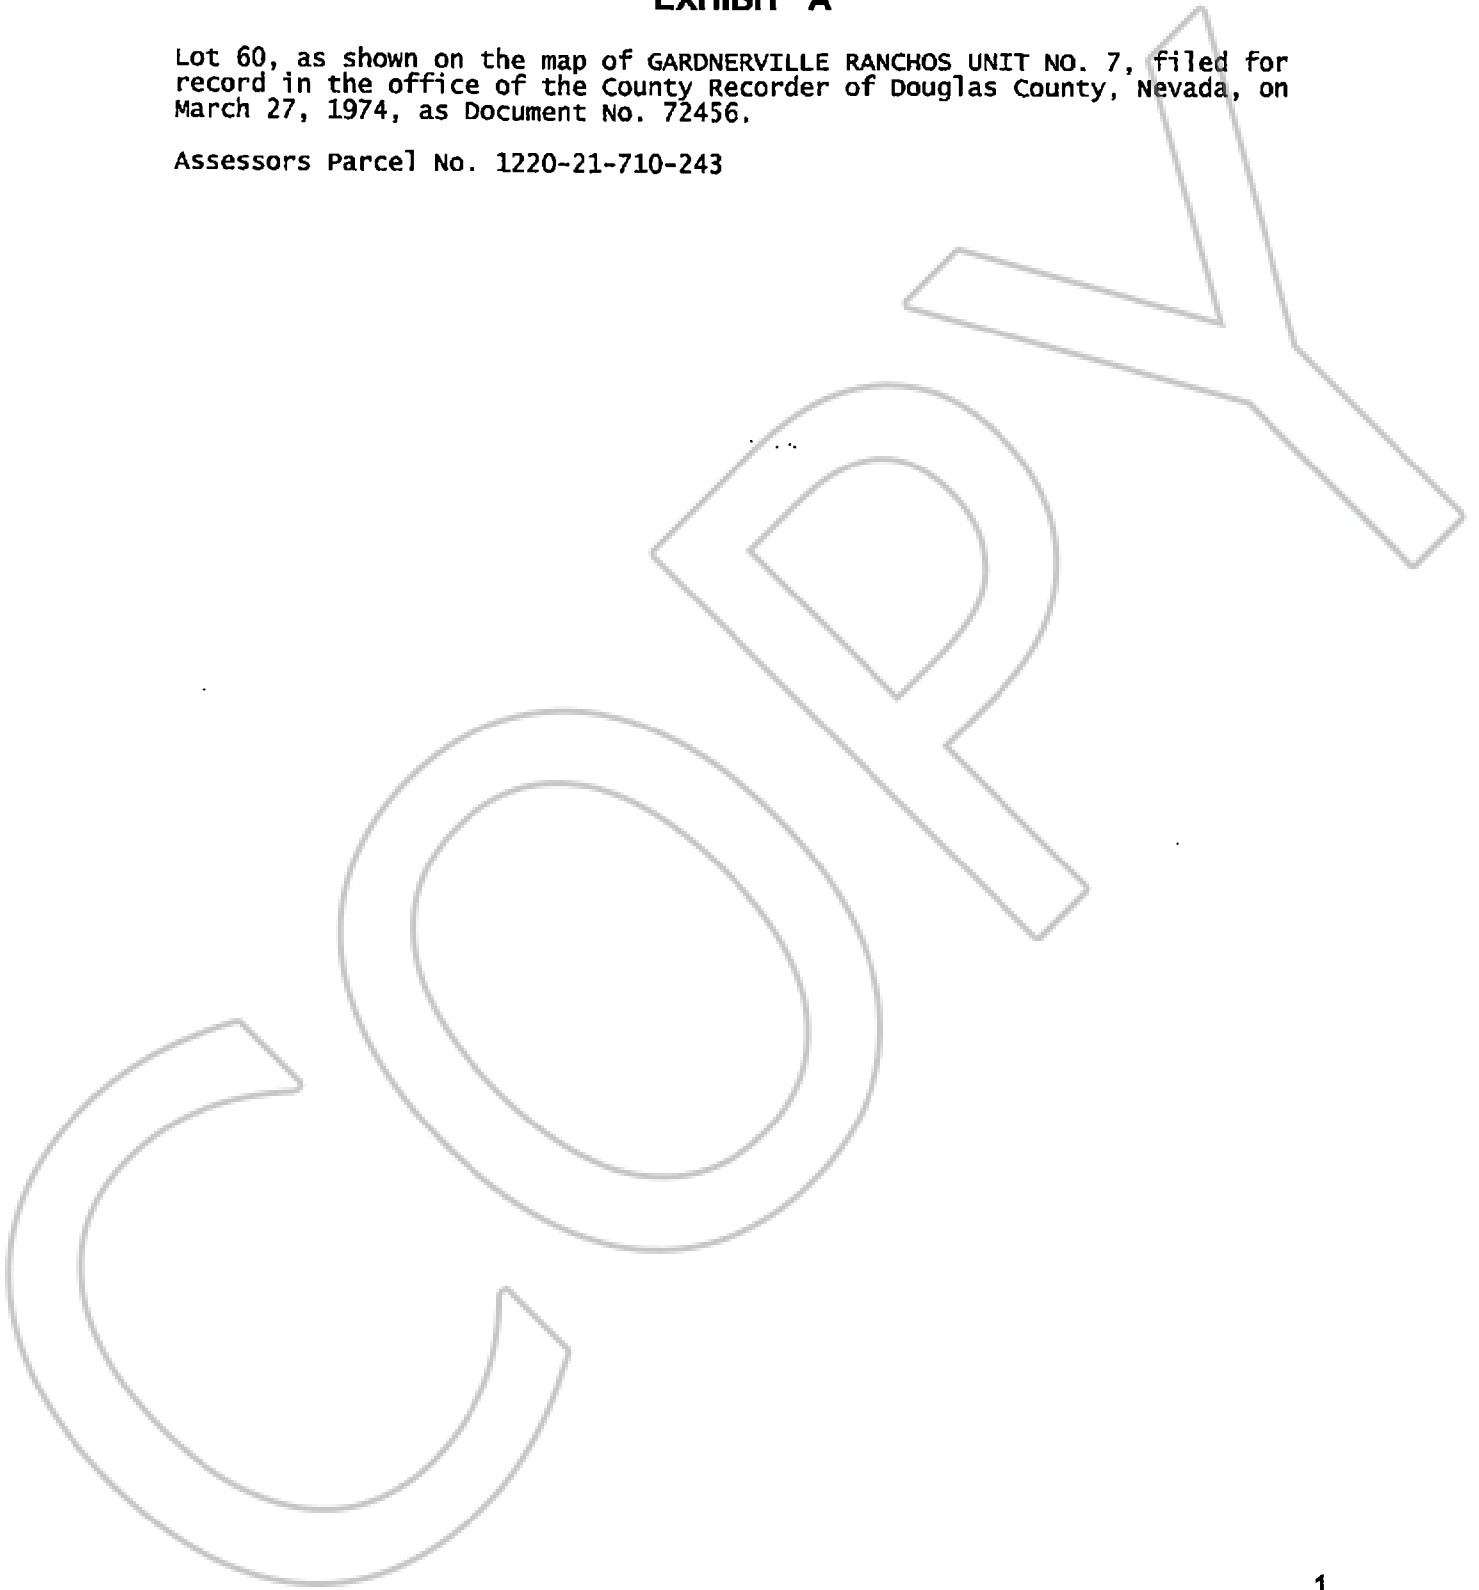 EXHIBIT "A"
Lot 60, as shown on the map of GARDNERVILLE RANCHOS UNIT NO. 7, filed for
record in the office of the County Recorder of Douglas County, Nevada, on
March 27, 1974, as Document No. 72456.
Assessors Parcel No. 1220-21-710-243
COPY
1